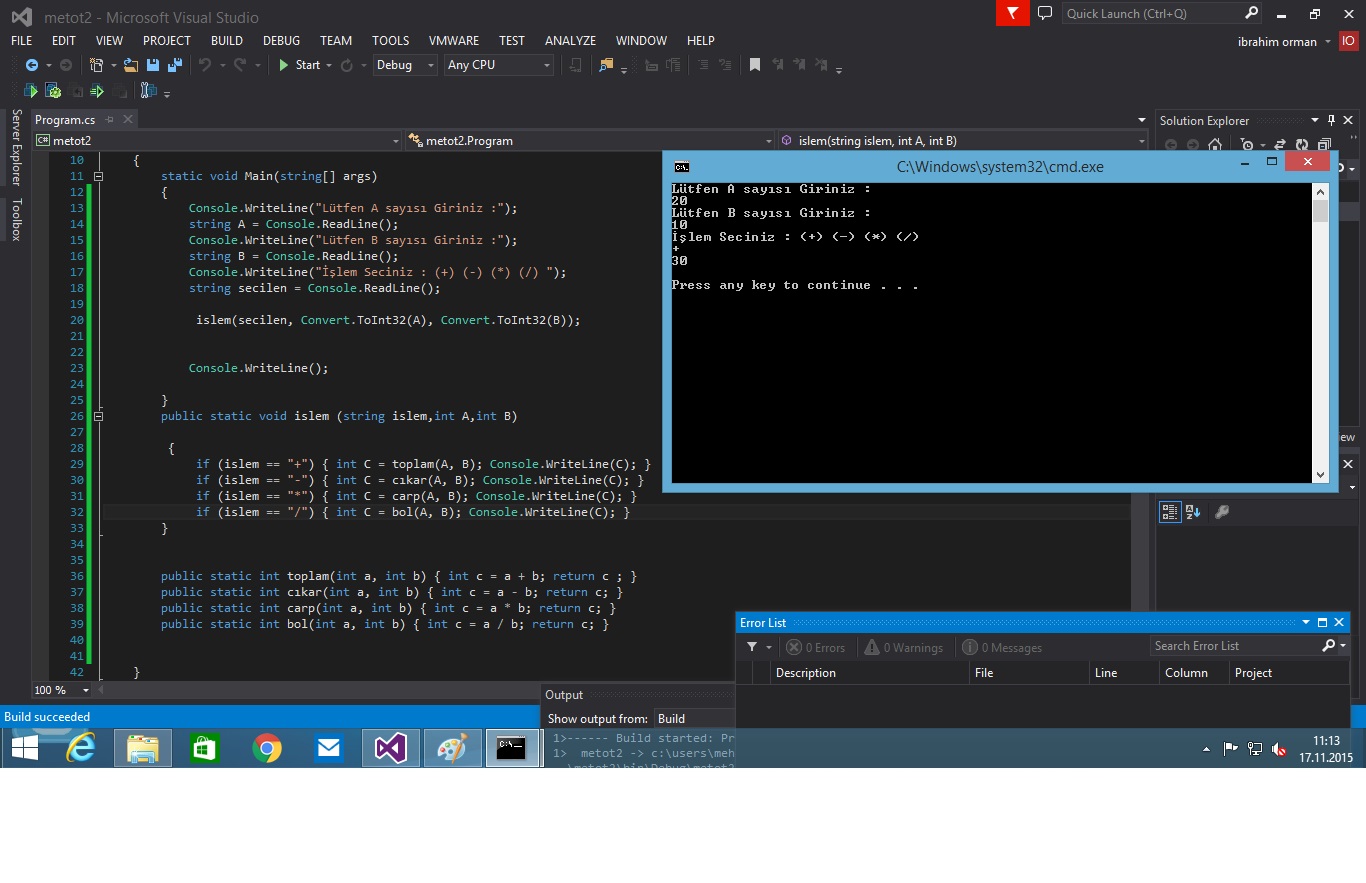 metot2 - Microsoft Visual Studio
Quick Launch (Ctrl+Q)
FILE EDIT VIEW PROJECT BUILD DEBUG TEAM TOOLS VMWARE TEST ANALYZE WINDOW HELP
ibrahim orman IO
Start Debug Any CPU
Server Explorer
Toolbox
Program.cs
metot2 metot2.Program islem(string islem, int A, int B)
10 {
11 static void Main(string[] args)
12 {
13 Console.WriteLine("Lütfen A sayısı Giriniz :");
14 string A = Console.ReadLine();
15 Console.WriteLine("Lütfen B sayısı Giriniz :");
16 string B = Console.ReadLine();
17 Console.WriteLine("İşlem Seciniz : (+) (-) (*) (/) ");
18 string secilen = Console.ReadLine();
19
20 islem(secilen, Convert.ToInt32(A), Convert.ToInt32(B));
21
22
23 Console.WriteLine();
24
25 }
26 public static void islem (string islem,int A,int B)
27
28 {
29 if (islem == "+") { int C = toplam(A, B); Console.WriteLine(C); }
30 if (islem == "-") { int C = cıkar(A, B); Console.WriteLine(C); }
31 if (islem == "*") { int C = carp(A, B); Console.WriteLine(C); }
32 if (islem == "/") { int C = bol(A, B); Console.WriteLine(C); }
33 }
34
35
36 public static int toplam(int a, int b) { int c = a + b; return c ; }
37 public static int cıkar(int a, int b) { int c = a - b; return c; }
38 public static int carp(int a, int b) { int c = a * b; return c; }
39 public static int bol(int a, int b) { int c = a / b; return c; }
40
41
42 }
100 %
Solution Explorer
C:\Windows\system32\cmd.exe
Lütfen A sayısı Giriniz :
20
Lütfen B sayısı Giriniz :
10
İşlem Seciniz : (+) (-) (*) (/)
+
30
Press any key to continue . . .
Error List
0 Errors 0 Warnings 0 Messages Search Error List
Description File Line Column Project
Output
Show output from: Build
1>------ Build started: Pr
1> metot2 -> c:\users\meh
Build succeeded
11:13
17.11.2015